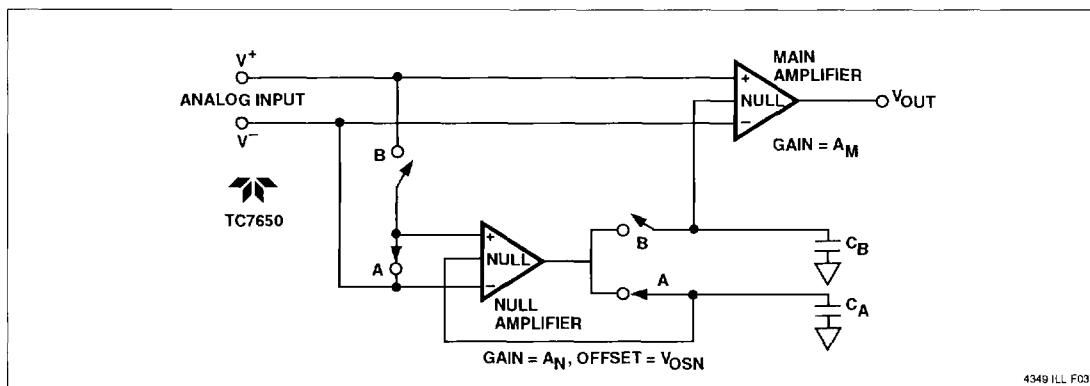 MAIN
AMPLIFIER
V+
ANALOG INPUT
V−
+
NULL
−
VOUT
GAIN = AM
B
TC7650
+
NULL
−
A
B
A
CB
CA
NULL
AMPLIFIER
GAIN = AN, OFFSET = VOSN
4349 ILL F03